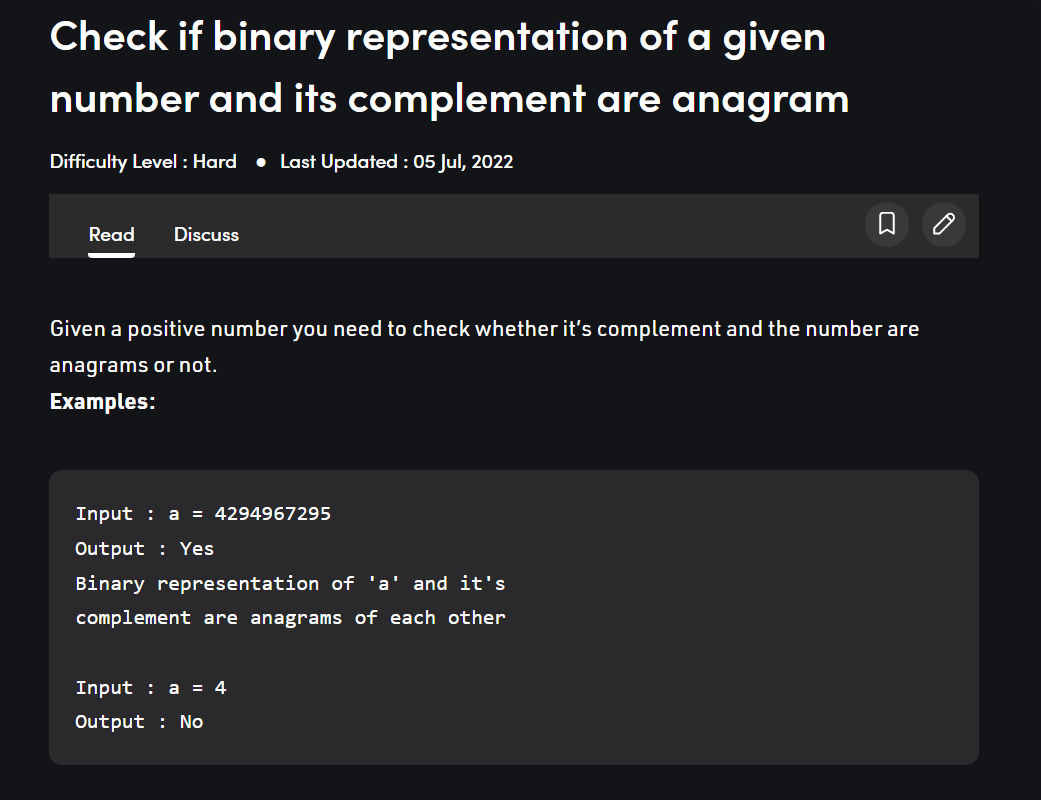 Check if binary representation of a given
number and its complement are anagram
Difficulty Level : Hard ● Last Updated : 05 Jul, 2022
Read Discuss
Given a positive number you need to check whether it’s complement and the number are
anagrams or not.
Examples:
Input : a = 4294967295
Output : Yes
Binary representation of 'a' and it's
complement are anagrams of each other
Input : a = 4
Output : No